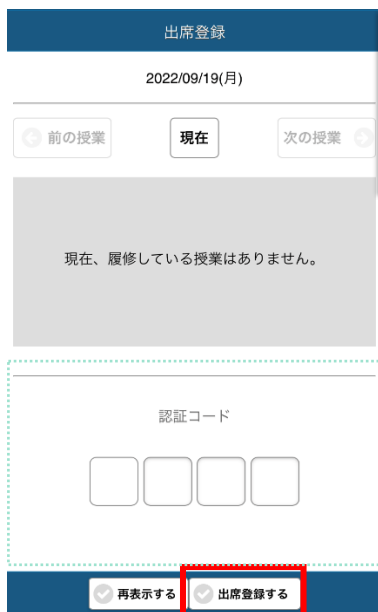 出席登録
2022/09/19(月)
前の授業
現在
次の授業
現在、履修している授業はありません。
認証コード
再表示する
出席登録する